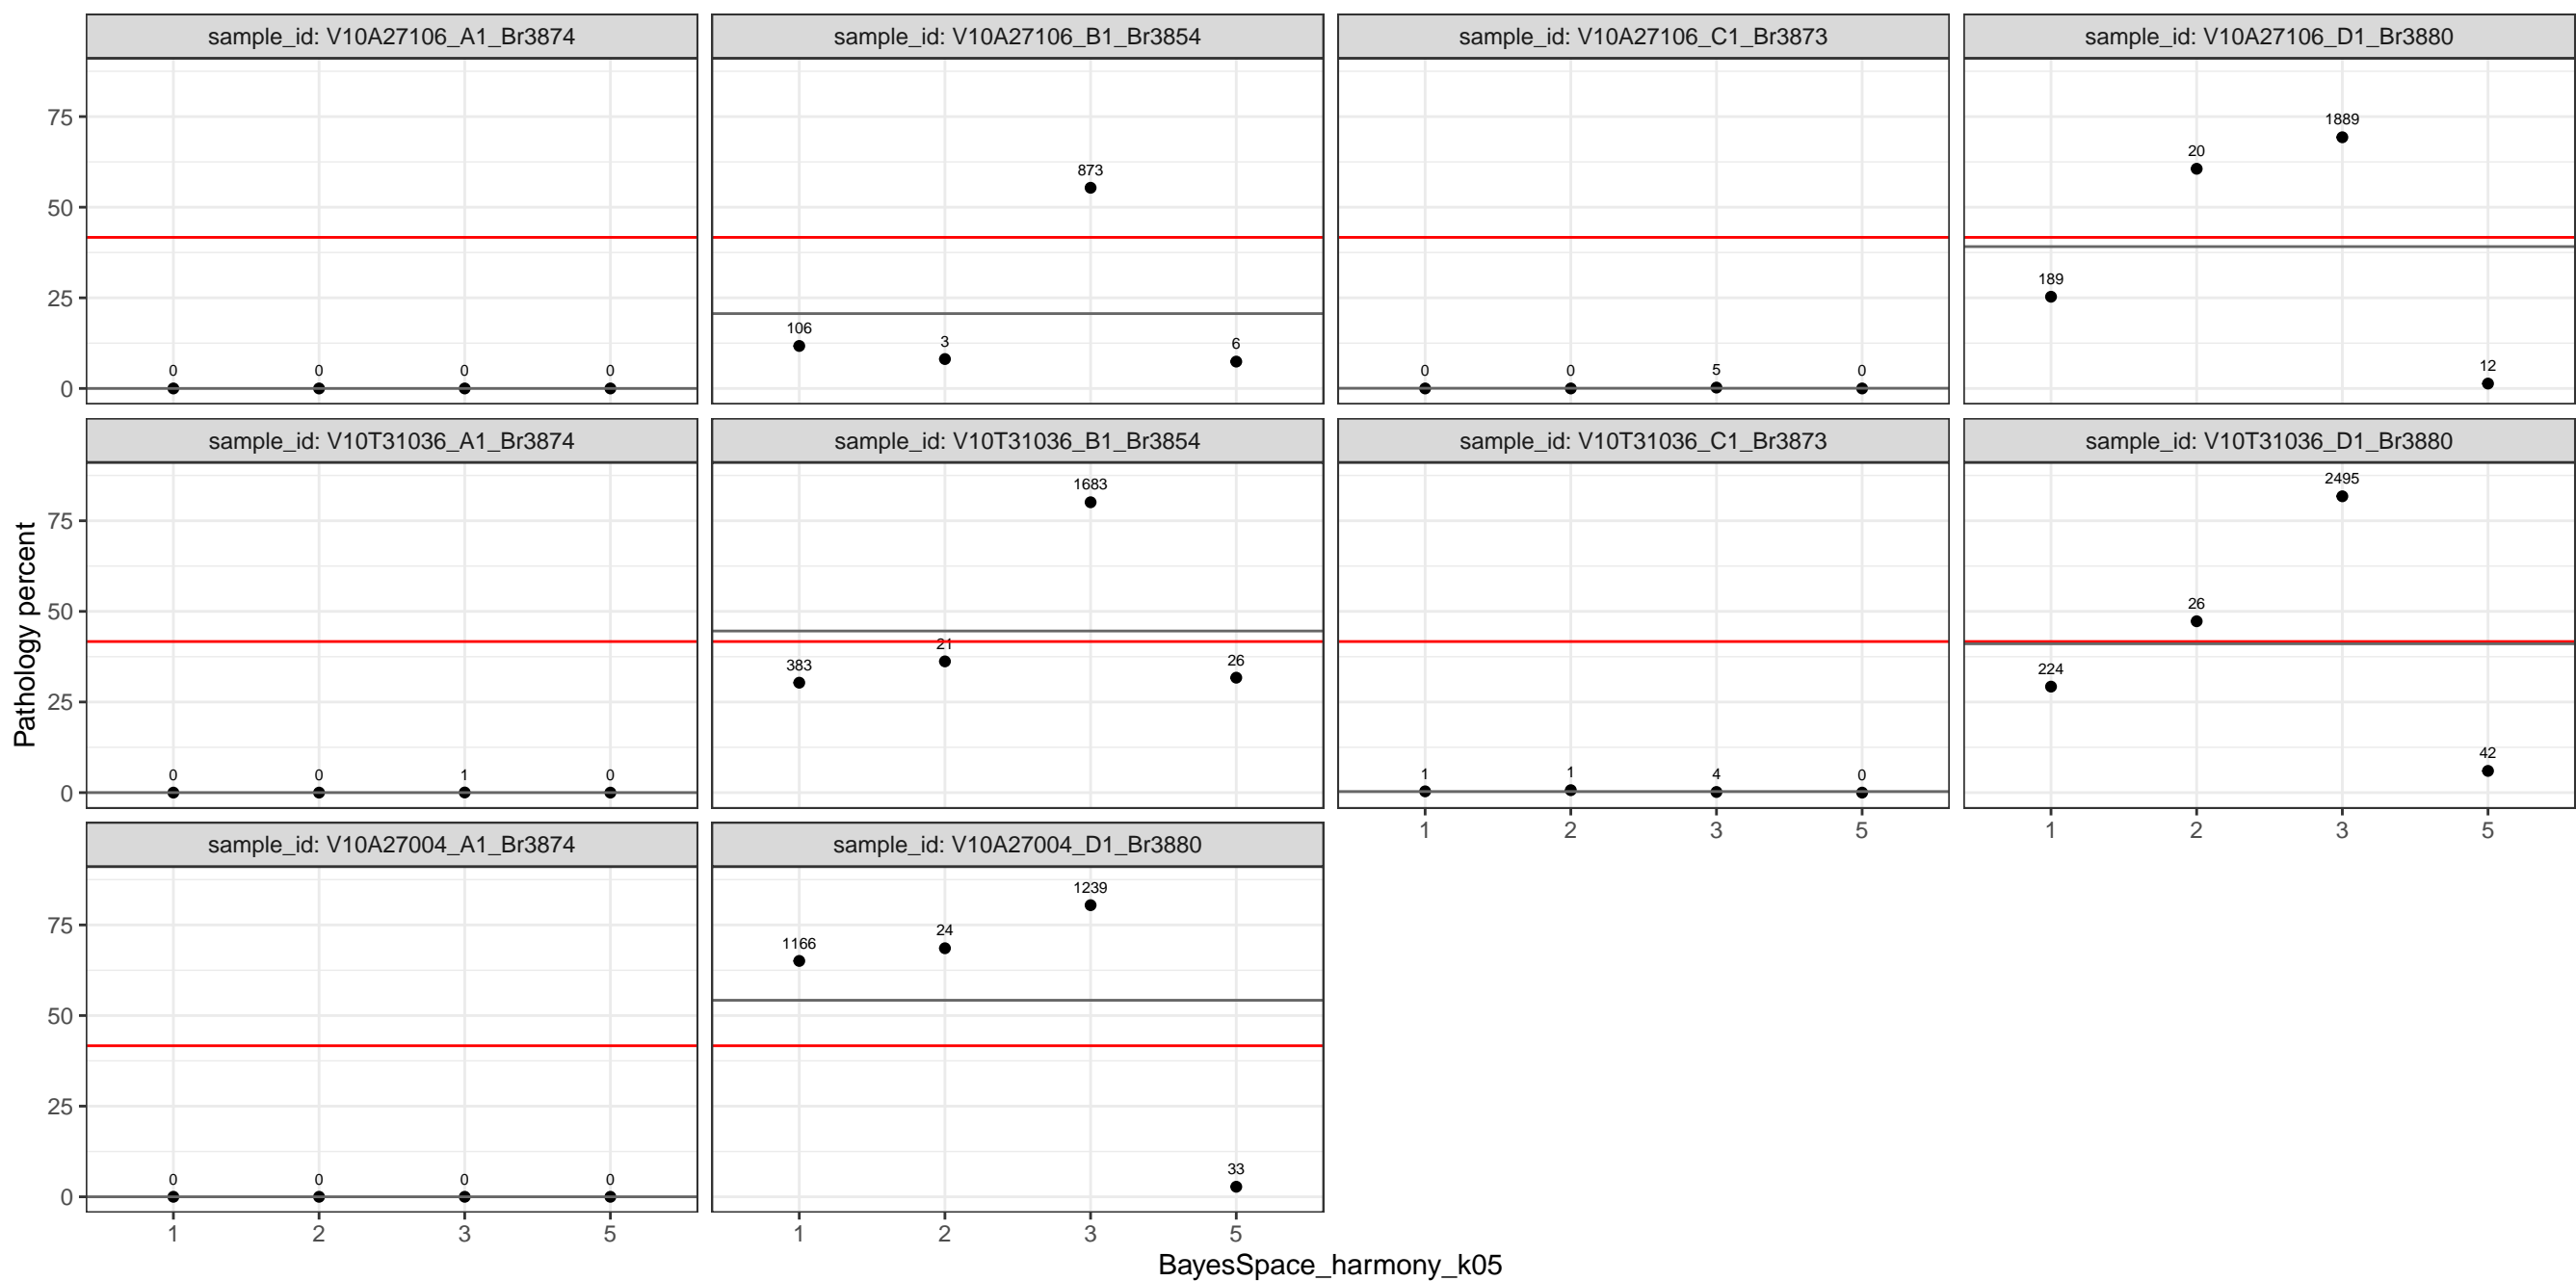 sample_id: V10A27106_A1_Br3874
sample_id: V10A27106_B1_Br3854
sample_id: V10A27106_C1_Br3873
sample_id: V10A27106_D1_Br3880
75
50
25
0
0 0 0 0
106 3 873 6
0 0 5 0
189 20 1889 12
sample_id: V10T31036_A1_Br3874
sample_id: V10T31036_B1_Br3854
sample_id: V10T31036_C1_Br3873
sample_id: V10T31036_D1_Br3880
Pathology percent
75
50
25
0
0 0 1 0
383 21 1683 26
1 1 4 0
224 26 2495 42
1 2 3 5
1 2 3 5
sample_id: V10A27004_A1_Br3874
sample_id: V10A27004_D1_Br3880
75
50
25
0
0 0 0 0
1166 24 1239 33
1 2 3 5
1 2 3 5
BayesSpace_harmony_k05